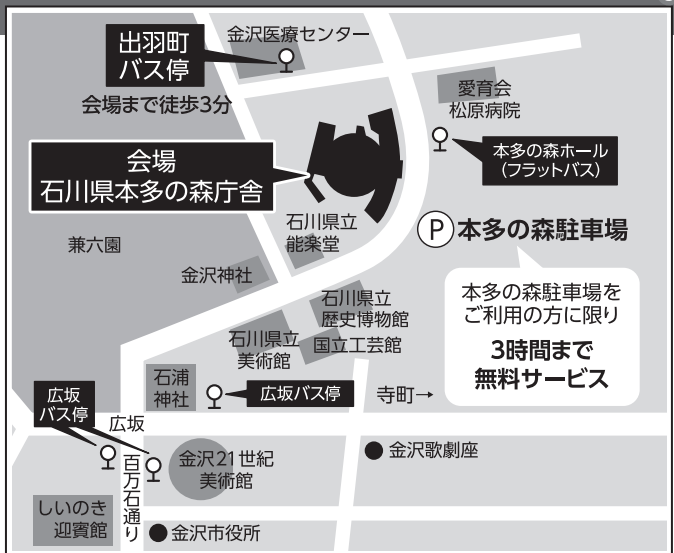 出羽町
バス停
会場まで徒歩3分
金沢医療センター
愛育会
松原病院
本多の森ホール
(フラットバス)
会場
石川県本多の森庁舎
石川県立
能楽堂
P 本多の森駐車場
兼六園
金沢神社
本多の森駐車場を
ご利用の方に限り
3時間まで
無料サービス
石川県立
歴史博物館
石川県立
美術館
国立工芸館
石浦
神社
広坂バス停
寺町→
広坂
バス停
広坂
百万石通り
金沢21世紀
美術館
金沢歌劇座
しいのき
迎賓館
金沢市役所